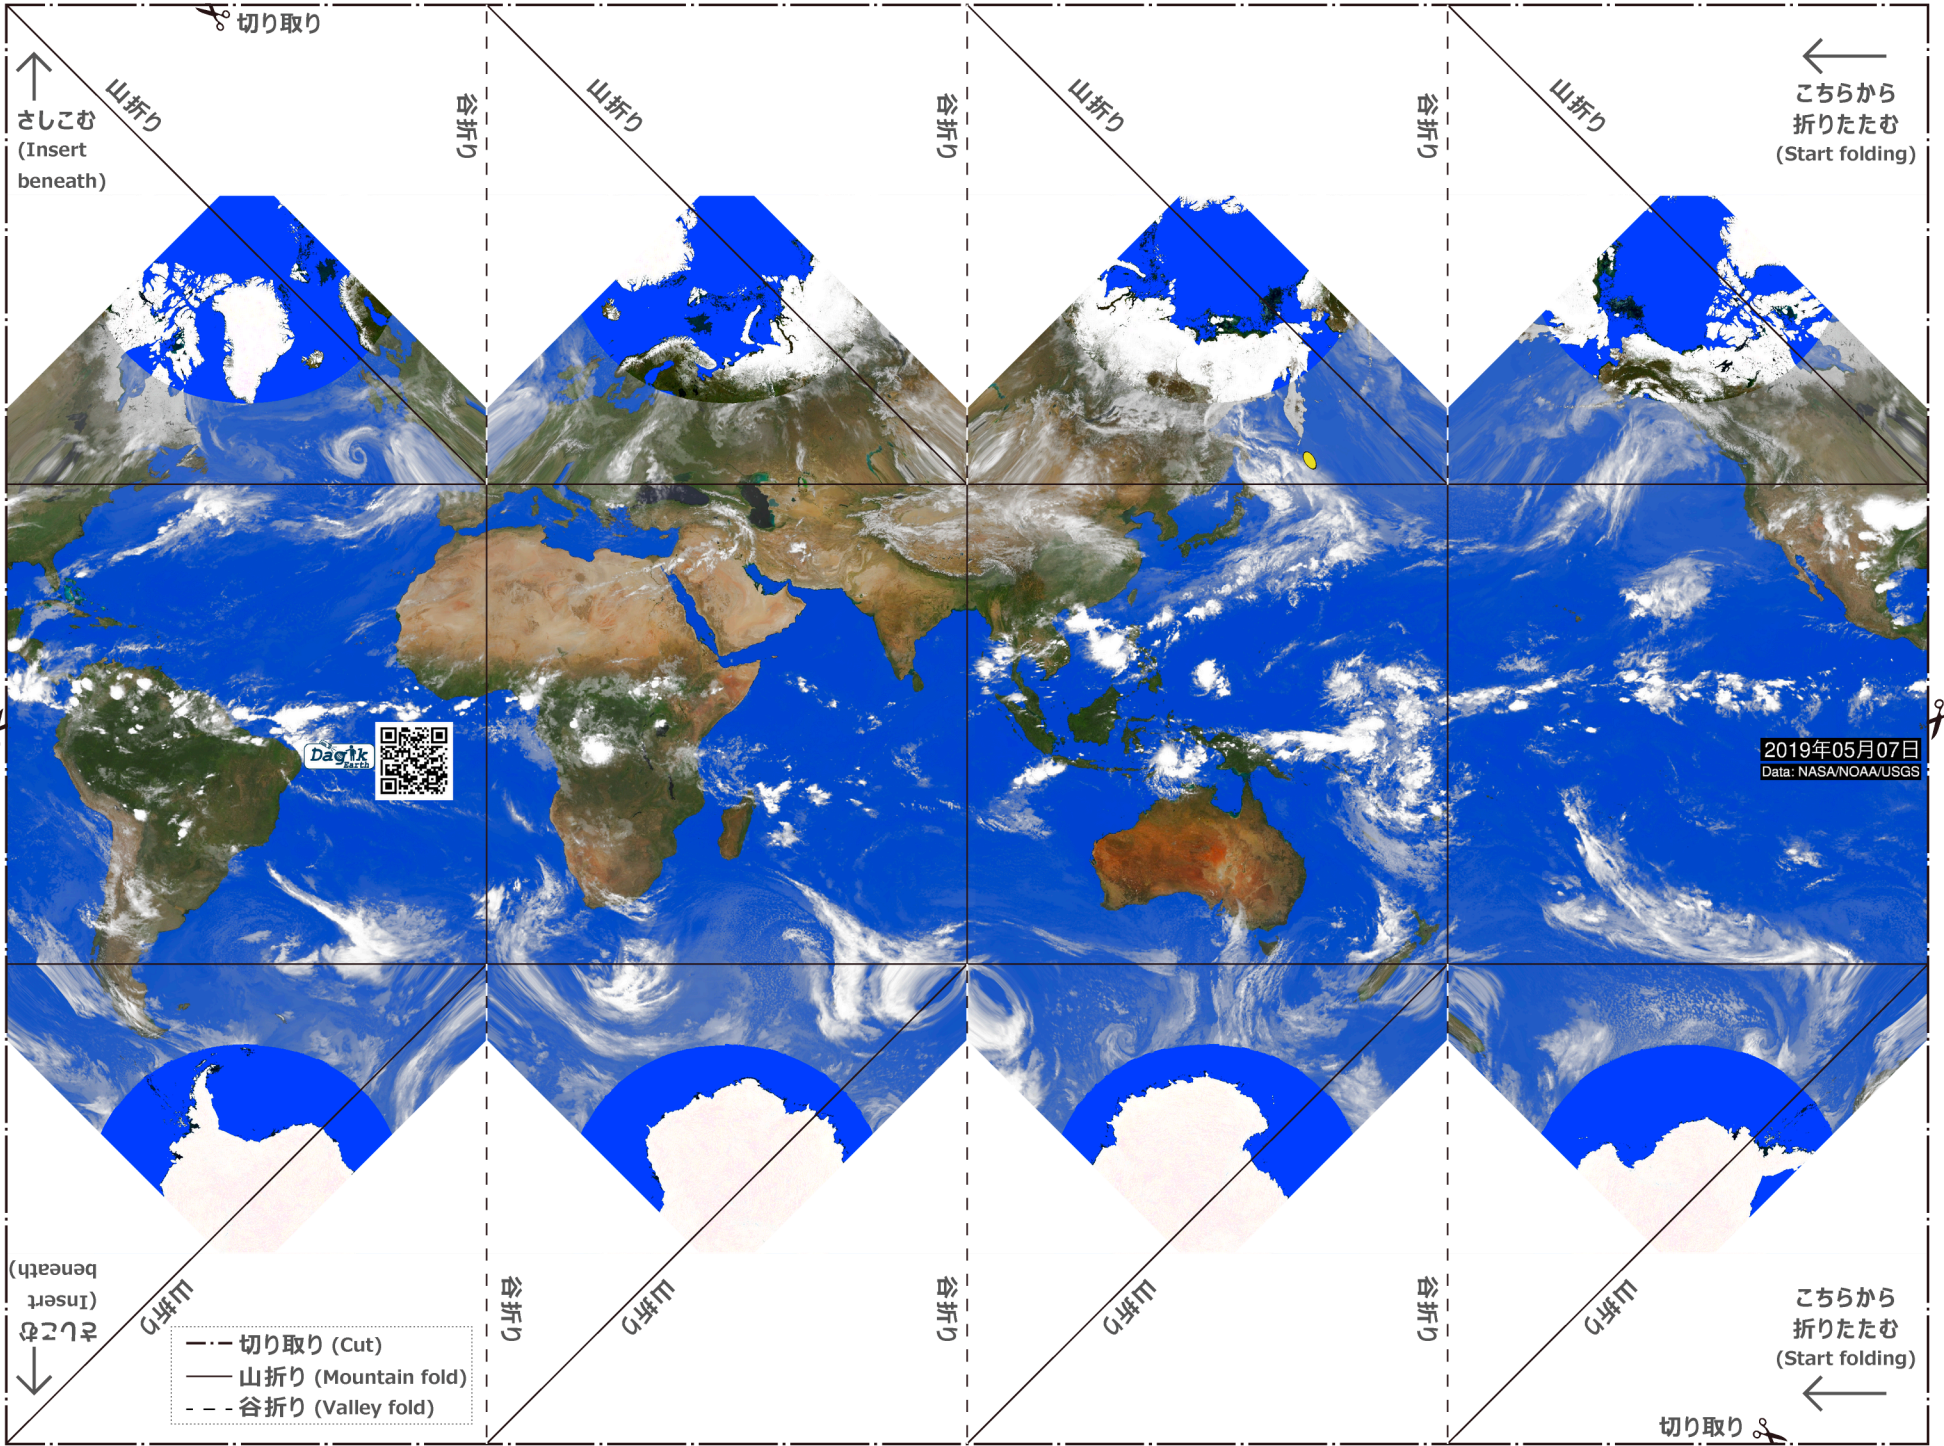 切り取り
さしこむ
(Insert
beneath)
山折り
谷折り
山折り
谷折り
山折り
谷折り
山折り
こちらから
折りたたむ
(Start folding)
Dagik
Earth
2019年05月07日
Data: NASA/NOAA/USGS
さしこむ
(Insert
beneath)
山折り
谷折り
山折り
谷折り
山折り
谷折り
山折り
こちらから
折りたたむ
(Start folding)
切り取り (Cut)
山折り (Mountain fold)
谷折り (Valley fold)
切り取り